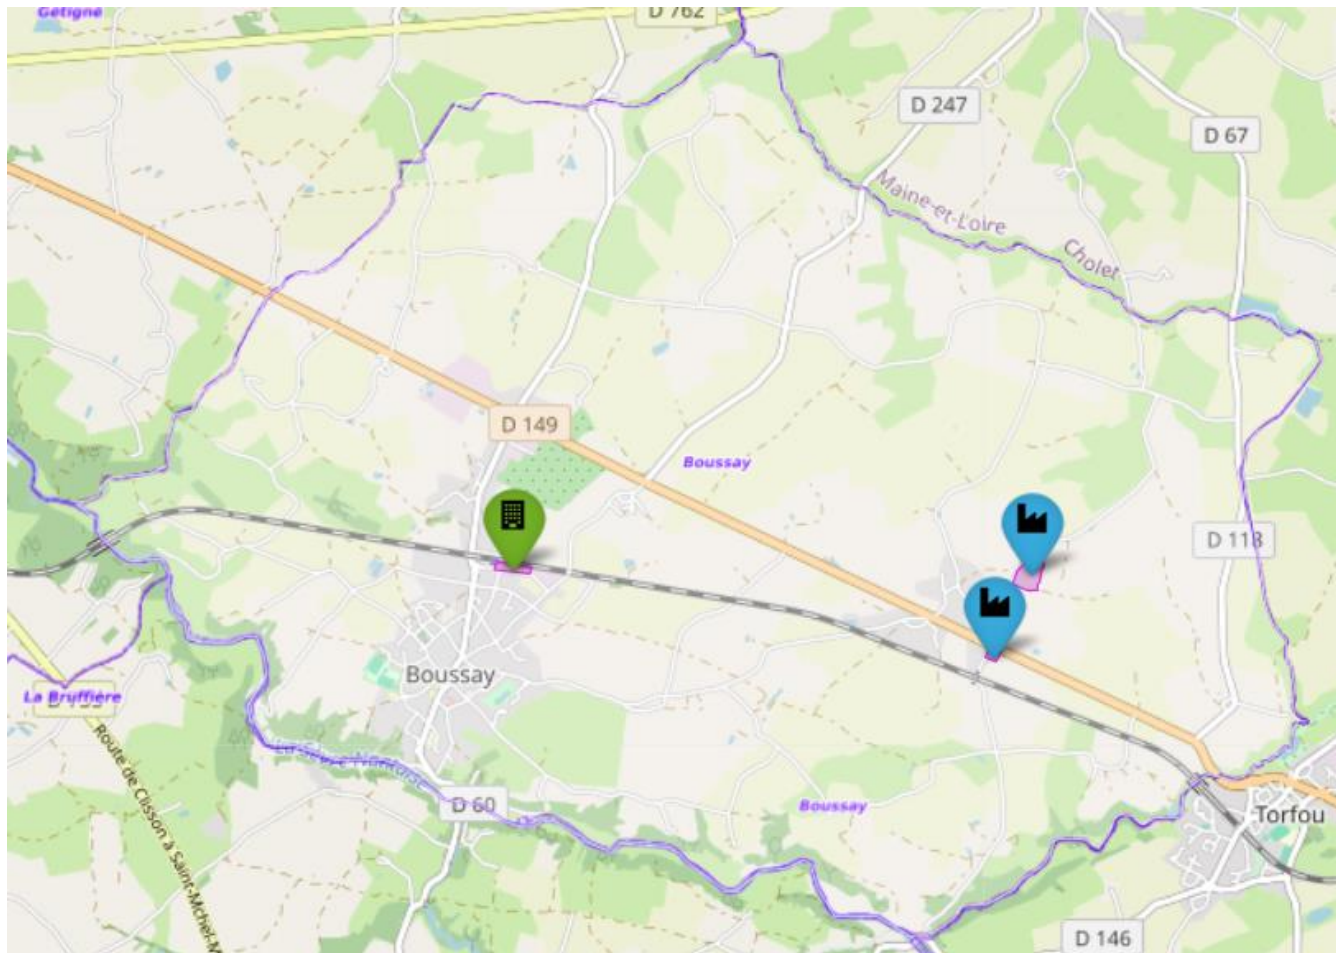 Gétigné
D 762
D 247
D 67
Maine-et-Loire
Cholet
D 149
Boussay
D 118
Boussay
La Bruffière
Route de Clisson à Saint-Mchel-M
D 60
Boussay
Torfou
D 146